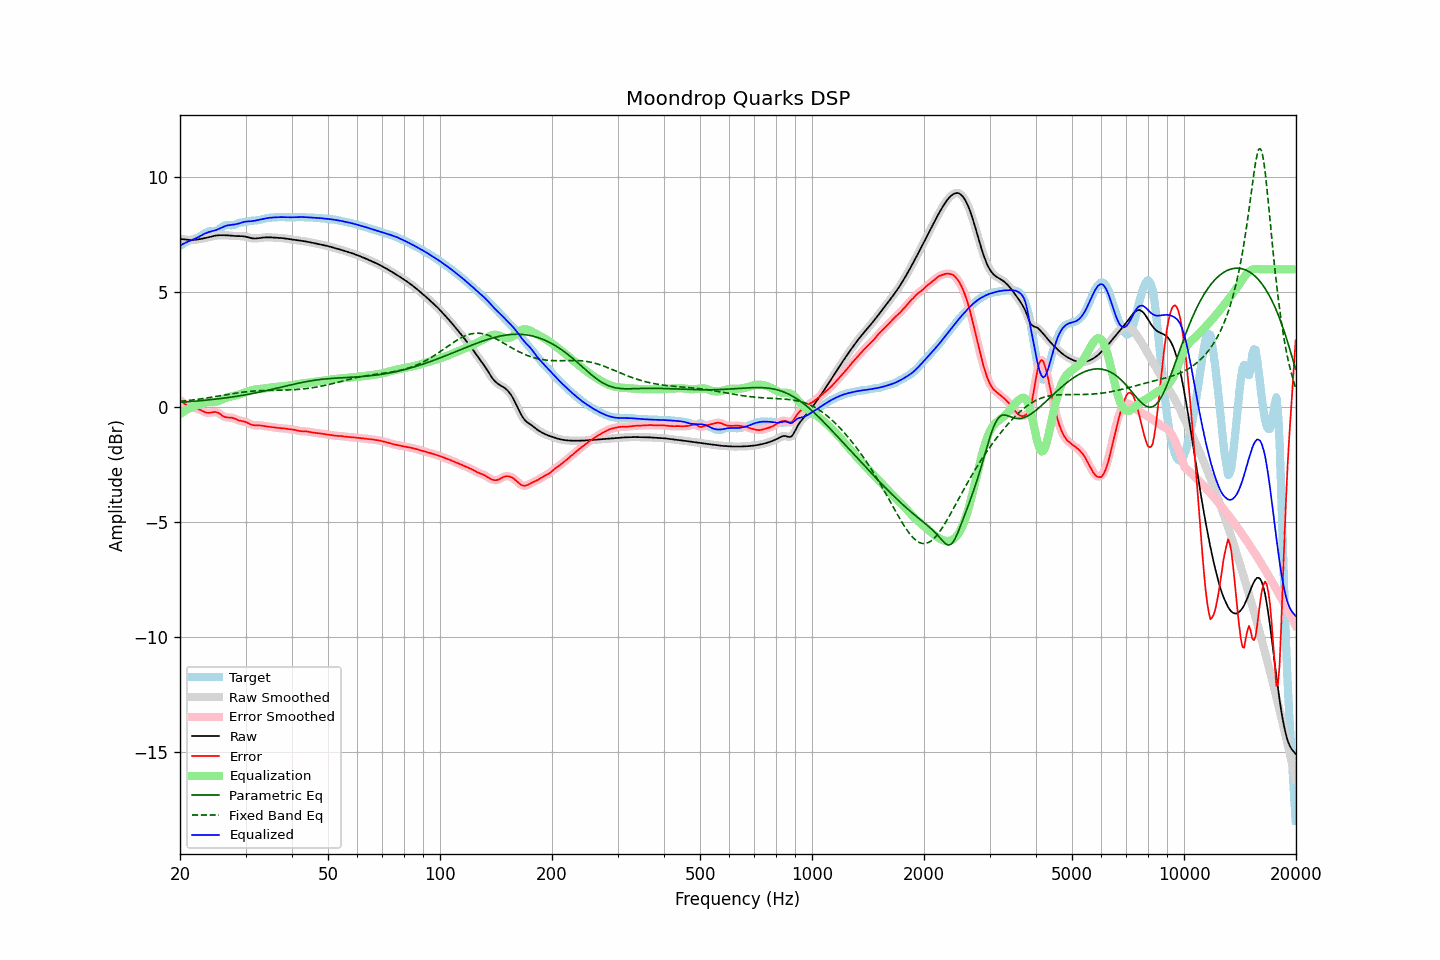 Moondrop Quarks DSP
Amplitude (dBr)
10
5
0
−5
−10
−15
Target
Raw Smoothed
Error Smoothed
Raw
Error
Equalization
Parametric Eq
Fixed Band Eq
Equalized
20 50 100 200 500 1000 2000 5000 10000 20000
Frequency (Hz)